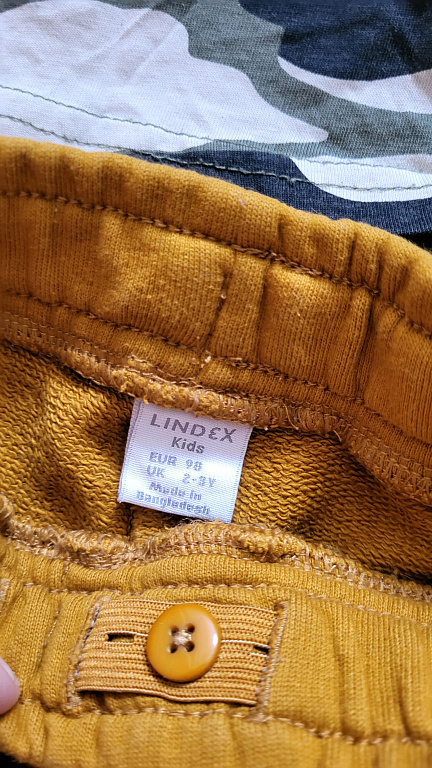 LINDEX
Kids
EUR 98
UK 2-3Y
Made in
Bangladesh